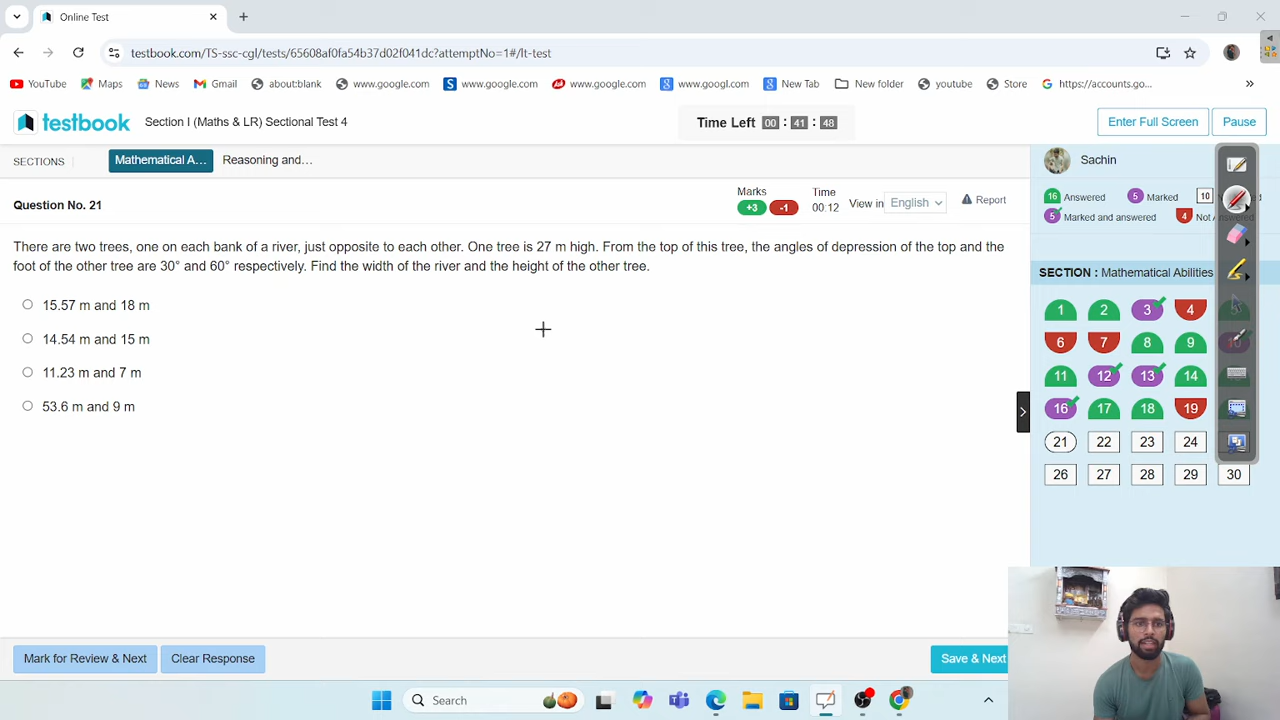 Online Test
testbook.com/TS-ssc-cgl/tests/65608af0fa54b37d02f041dc?attemptNo=1#/lt-test
YouTube Maps News Gmail about:blank www.google.com www.google.com www.google.com www.googl.com New Tab New folder youtube Store https://accounts.go...
testbook Section I (Maths & LR) Sectional Test 4 Time Left 00 : 41 : 48 Enter Full Screen Pause
SECTIONS Mathematical A... Reasoning and... Sachin
Question No. 21 Marks +3 -1 Time 00:12 View in English Report
16 Answered 5 Marked 10
5 Marked and answered 4
There are two trees, one on each bank of a river, just opposite to each other. One tree is 27 m high. From the top of this tree, the angles of depression of the top and the
foot of the other tree are 30° and 60° respectively. Find the width of the river and the height of the other tree.
15.57 m and 18 m
14.54 m and 15 m
11.23 m and 7 m
53.6 m and 9 m
SECTION : Mathematical Abilities
1 2 3 4
6 7 8 9 10
11 12 13 14
16 17 18 19
21 22 23 24
26 27 28 29 30
Mark for Review & Next Clear Response Save & Next
Search